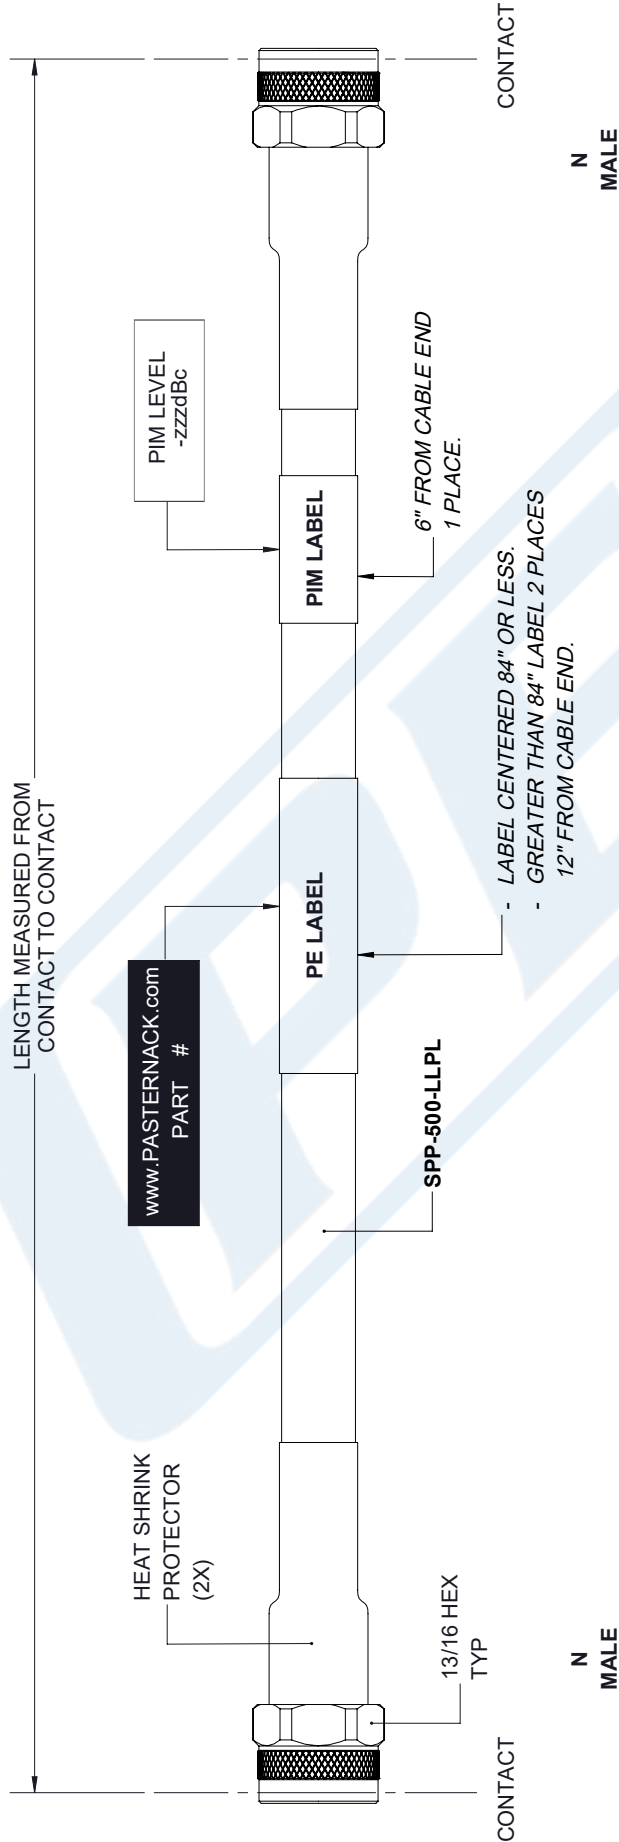 LENGTH MEASURED FROM
CONTACT TO CONTACT
www.PASTERNACK.com
PART #
PIM LEVEL
-zzzdBc
HEAT SHRINK
PROTECTOR
(2X)
PE LABEL
PIM LABEL
6" FROM CABLE END
1 PLACE.
13/16 HEX
TYP
SPP-500-LLPL
- LABEL CENTERED 84" OR LESS.
- GREATER THAN 84" LABEL 2 PLACES
12" FROM CABLE END.
CONTACT
CONTACT
N
MALE
N
MALE
PE